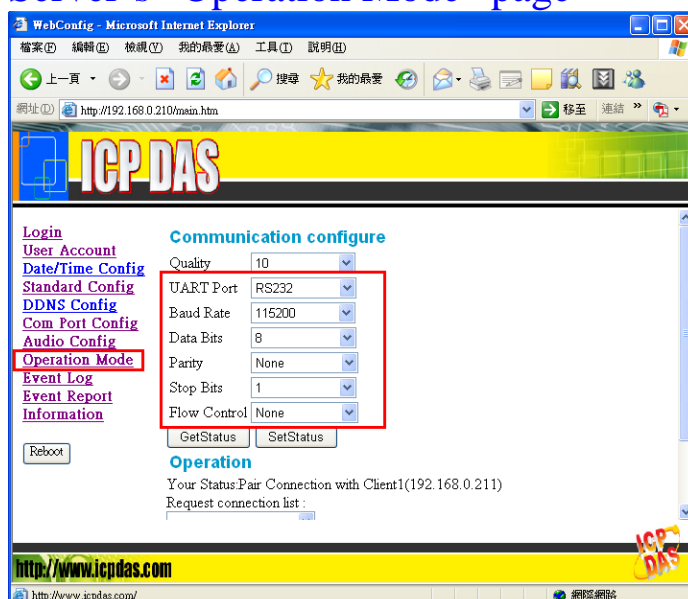 Server's "Operation Mode" page
WebConfig - Microsoft Internet Explorer
檔案(F) 編輯(E) 檢視(V) 我的最愛(A) 工具(T) 說明(H)
上一頁 搜尋 我的最愛
網址(D) http://192.168.0.210/main.htm 移至 連結 »
ICP DAS
Login
User Account
Date/Time Config
Standard Config
DDNS Config
Com Port Config
Audio Config
Operation Mode
Event Log
Event Report
Information
Reboot
Communication configure
Quality 10
UART Port RS232
Baud Rate 115200
Data Bits 8
Parity None
Stop Bits 1
Flow Control None
GetStatus SetStatus
Operation
Your Status:Pair Connection with Client1(192.168.0.211)
Request connection list :
ICP DAS
http://www.icpdas.com
http://www.icpdas.com/ 網際網路